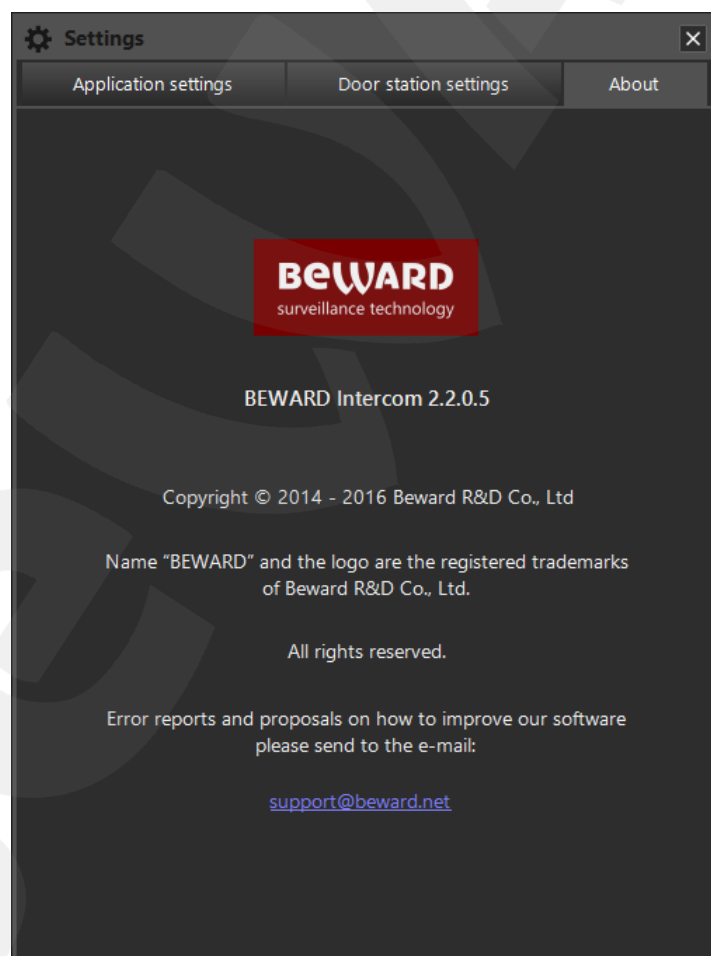 Settings
Application settings
Door station settings
About
BEWARD
surveillance technology
BEWARD Intercom 2.2.0.5
Copyright © 2014 - 2016 Beward R&D Co., Ltd
Name “BEWARD” and the logo are the registered trademarks
of Beward R&D Co., Ltd.
All rights reserved.
Error reports and proposals on how to improve our software
please send to the e-mail:
support@beward.net